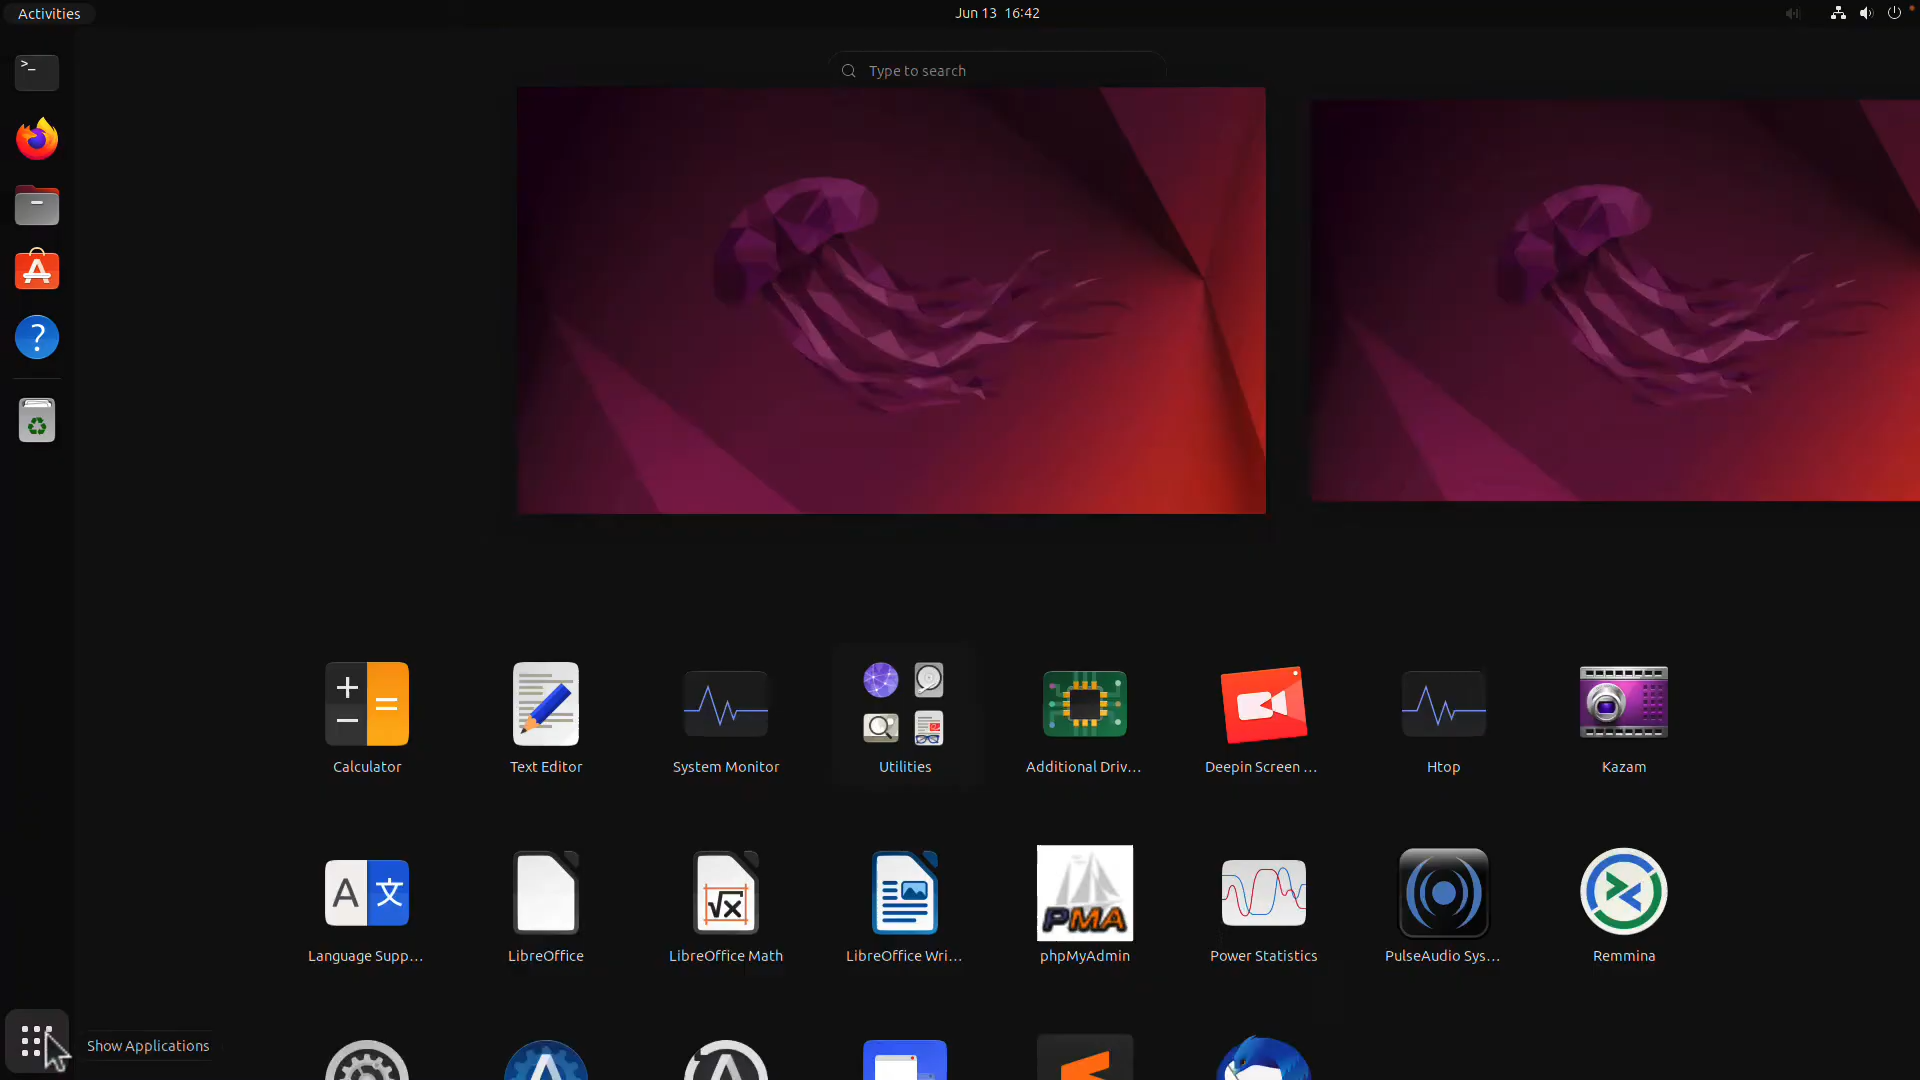 Activities
Jun 13 16:42
Type to search
Calculator
Text Editor
System Monitor
Utilities
Additional Driv...
Deepin Screen ...
Htop
Kazam
Language Supp...
LibreOffice
LibreOffice Math
LibreOffice Wri...
PMA
phpMyAdmin
Power Statistics
PulseAudio Sys...
Remmina
Show Applications